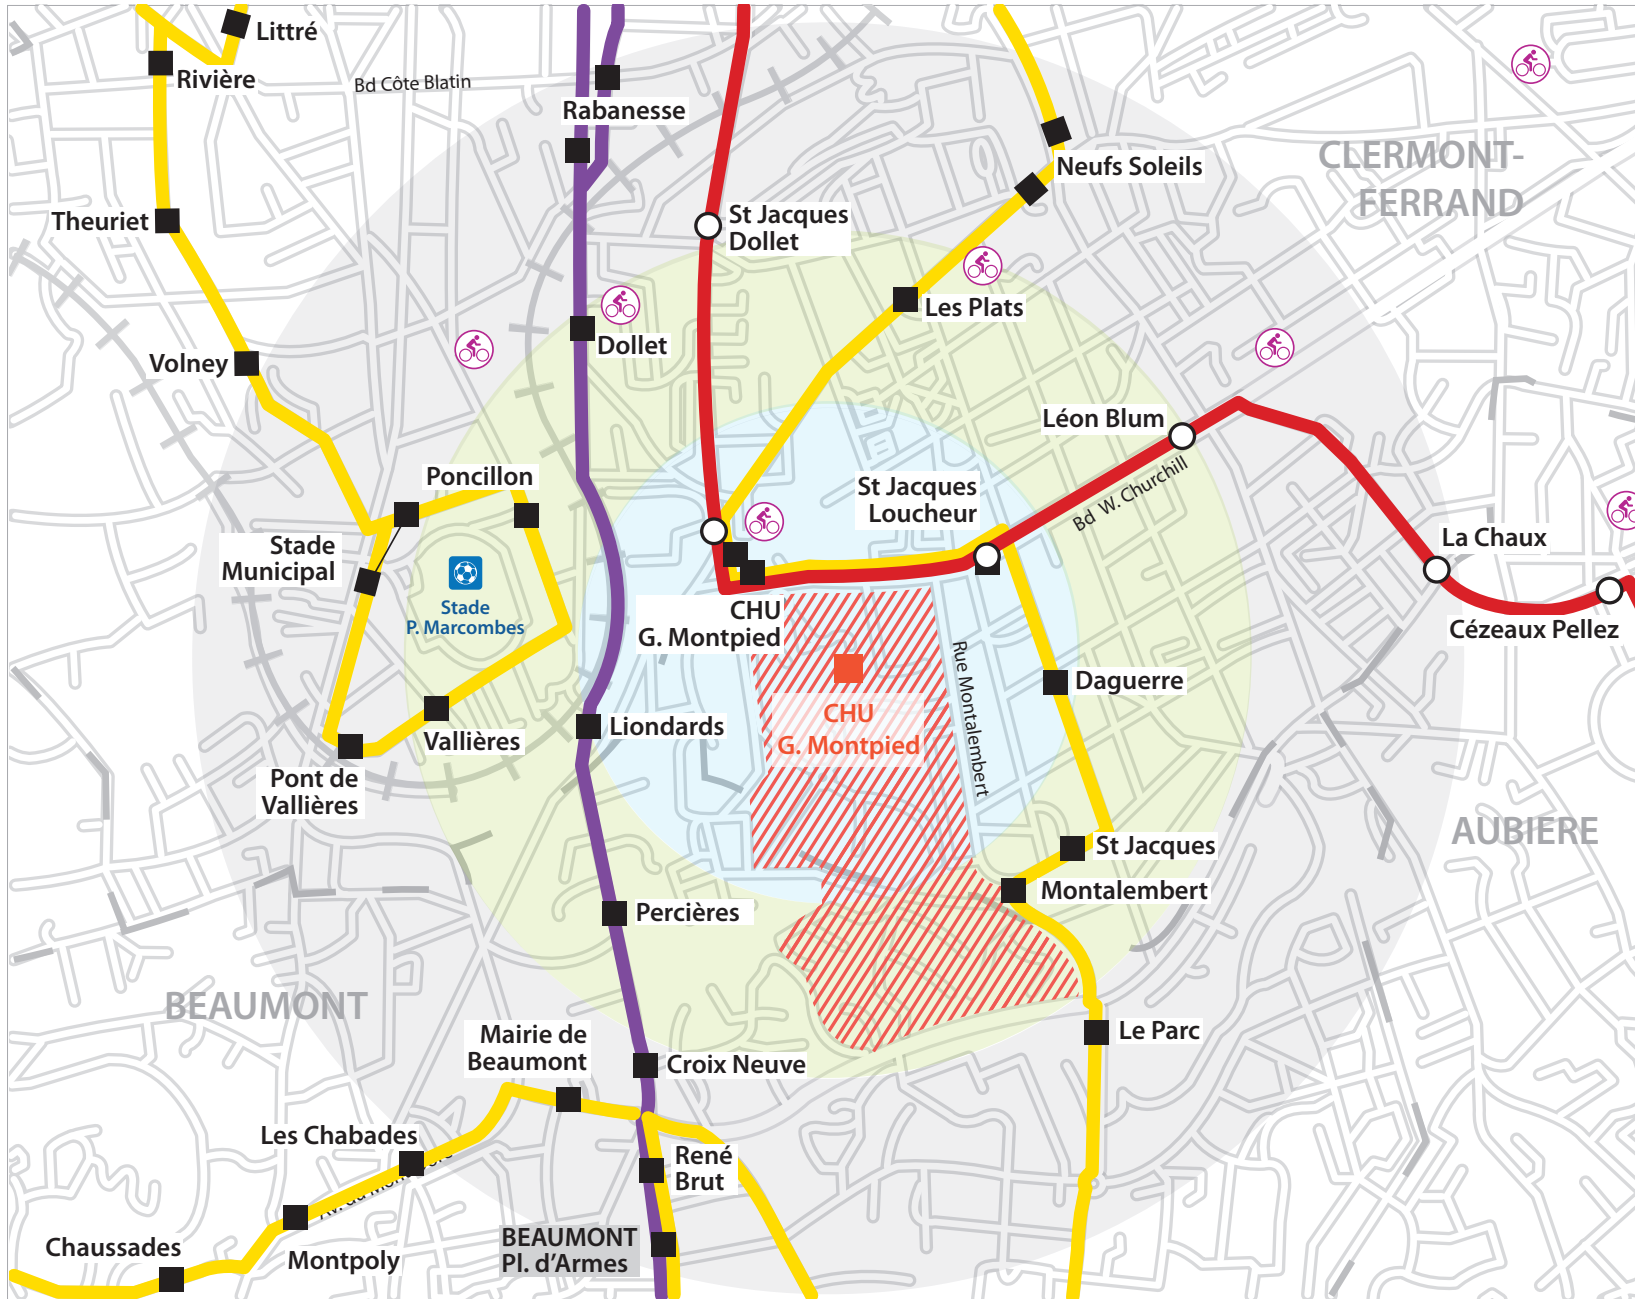 Littré
Rivière
Bd Côte Blatin
Rabanesse
CLERMONT-
FERRAND
Neufs Soleils
Theuriet
St Jacques
Dollet
Les Plats
Dollet
Volney
Léon Blum
Bd W. Churchill
Poncillon
St Jacques
Loucheur
Stade
Municipal
La Chaux
Stade
P. Marcombes
CHU
G. Montpied
Cézeaux Pellez
Rue Montalembert
Daguerre
CHU
G. Montpied
Liondards
Vallières
Pont de
Vallières
AUBIERE
St Jacques
Montalembert
Percières
BEAUMONT
Mairie de
Beaumont
Le Parc
Croix Neuve
Les Chabades
René
Brut
Av. du
Montpoly
Chaussades
BEAUMONT
Pl. d'Armes